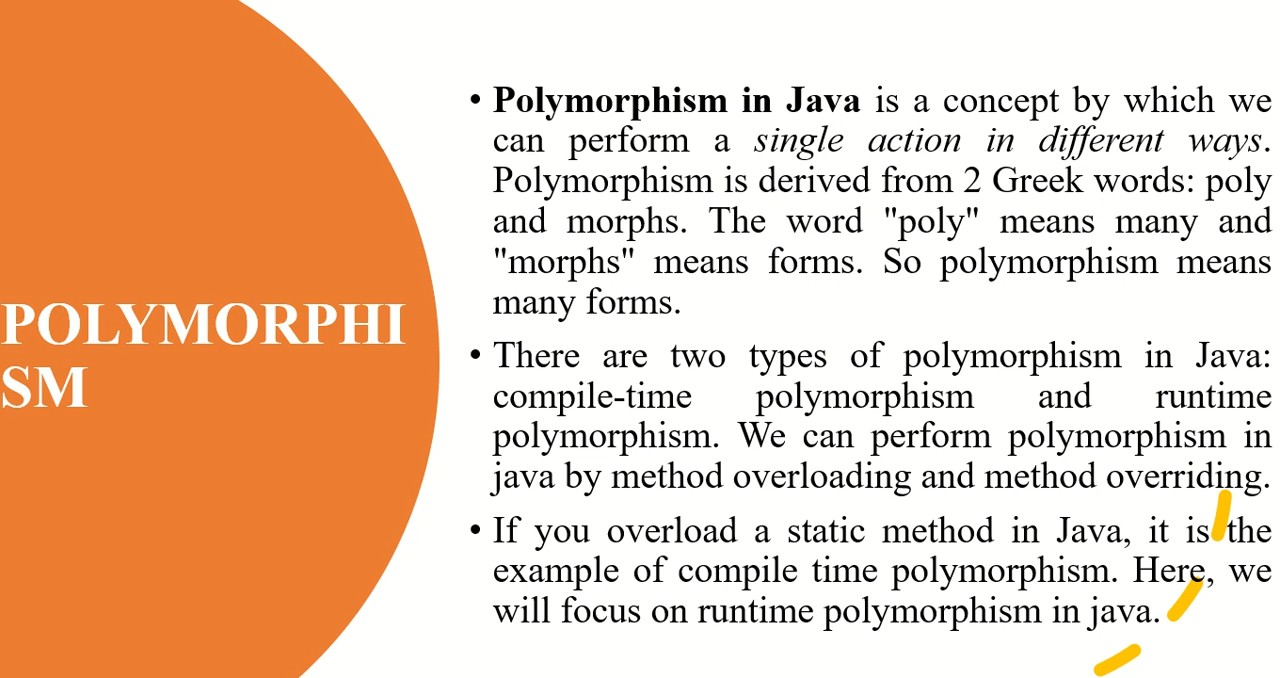 POLYMORPHI
SM
• Polymorphism in Java is a concept by which we
can perform a single action in different ways.
Polymorphism is derived from 2 Greek words: poly
and morphs. The word "poly" means many and
"morphs" means forms. So polymorphism means
many forms.
• There are two types of polymorphism in Java:
compile-time polymorphism and runtime
polymorphism. We can perform polymorphism in
java by method overloading and method overriding.
• If you overload a static method in Java, it is the
example of compile time polymorphism. Here, we
will focus on runtime polymorphism in java.